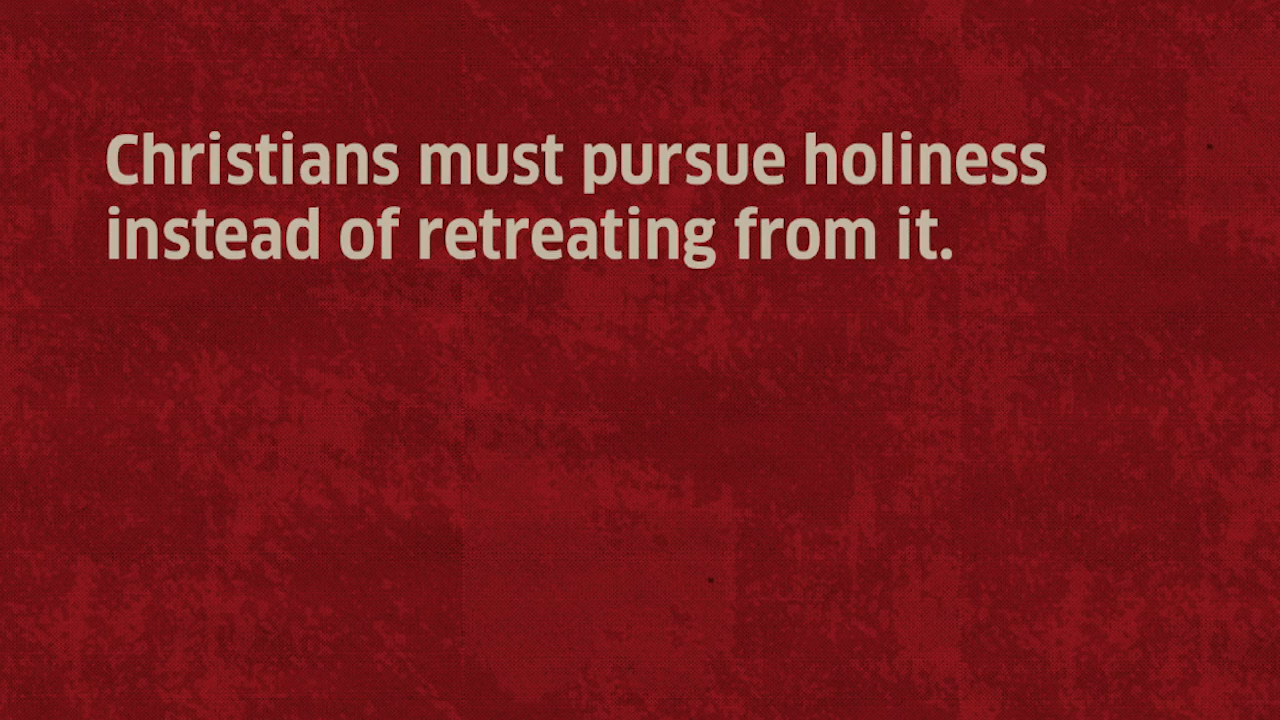 Christians must pursue holiness
instead of retreating from it.